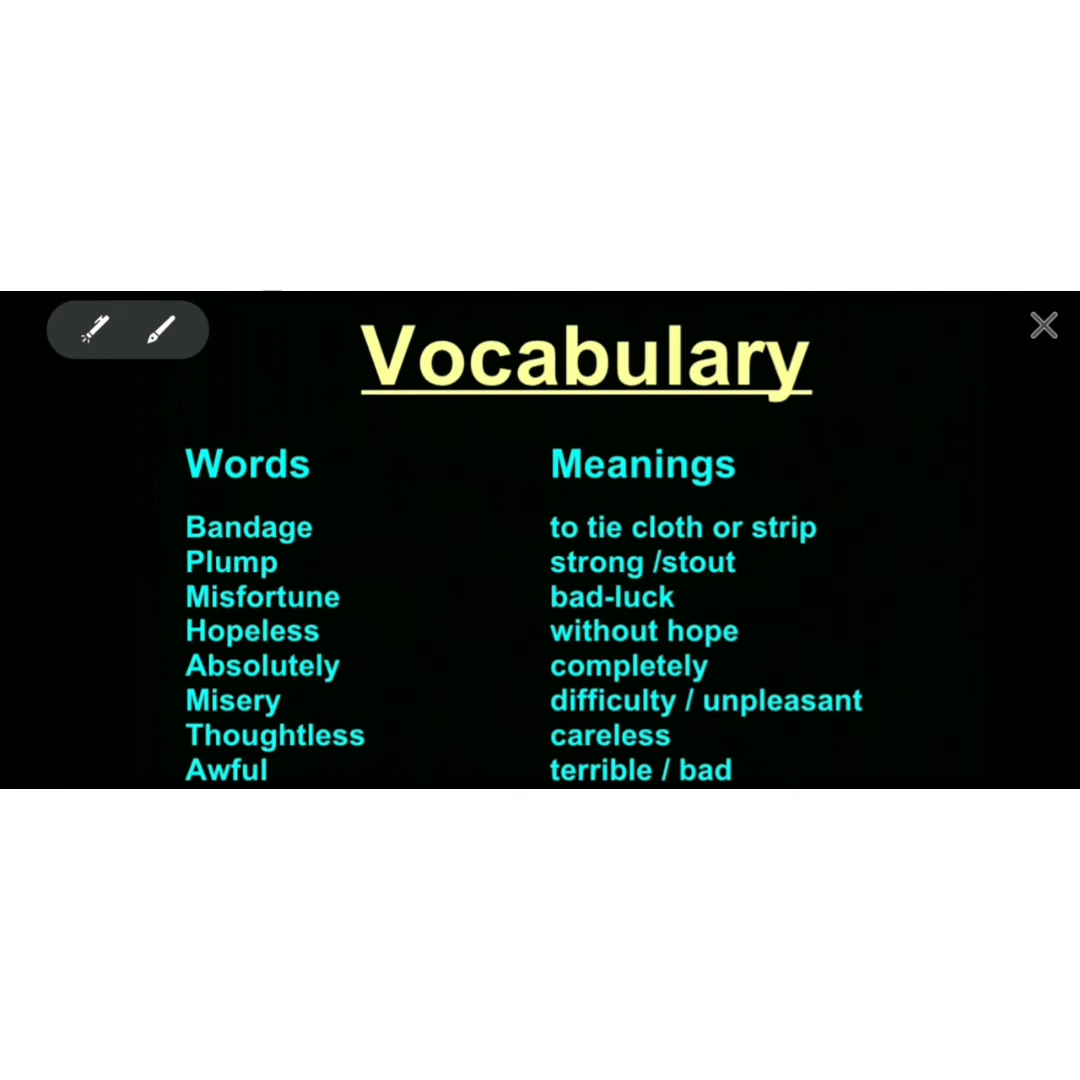 Vocabulary
Words Meanings
Bandage to tie cloth or strip
Plump strong /stout
Misfortune bad-luck
Hopeless without hope
Absolutely completely
Misery difficulty / unpleasant
Thoughtless careless
Awful terrible / bad